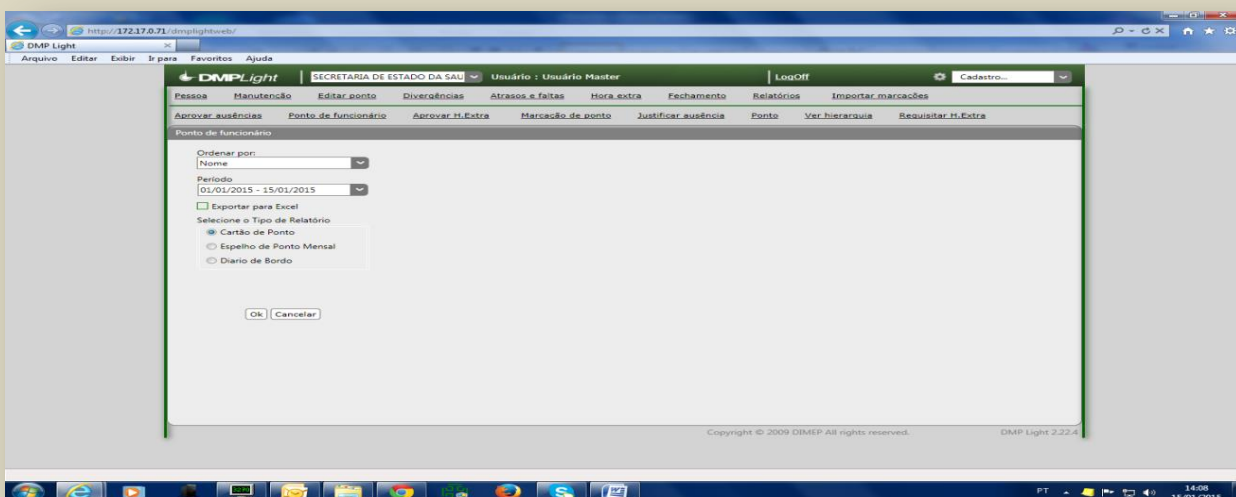 http://172.17.0.71/dmplightweb/
DMP Light
Arquivo Editar Exibir Ir para Favoritos Ajuda
DMPLight SECRETARIA DE ESTADO DA SAU Usuário : Usuário Master LogOff Cadastro...
Pessoa Manutenção Editar ponto Divergências Atrasos e faltas Hora extra Fechamento Relatórios Importar marcações
Aprovar ausências Ponto de funcionário Aprovar H.Extra Marcação de ponto Justificar ausência Ponto Ver hierarquia Requisitar H.Extra
Ponto de funcionário
Ordenar por:
Nome
Período
01/01/2015 - 15/01/2015
Exportar para Excel
Selecione o Tipo de Relatório
Cartão de Ponto
Espelho de Ponto Mensal
Diario de Bordo
Ok Cancelar
Copyright © 2009 DIMEP All rights reserved. DMP Light 2.22.4
PT 14:08
15/01/2015